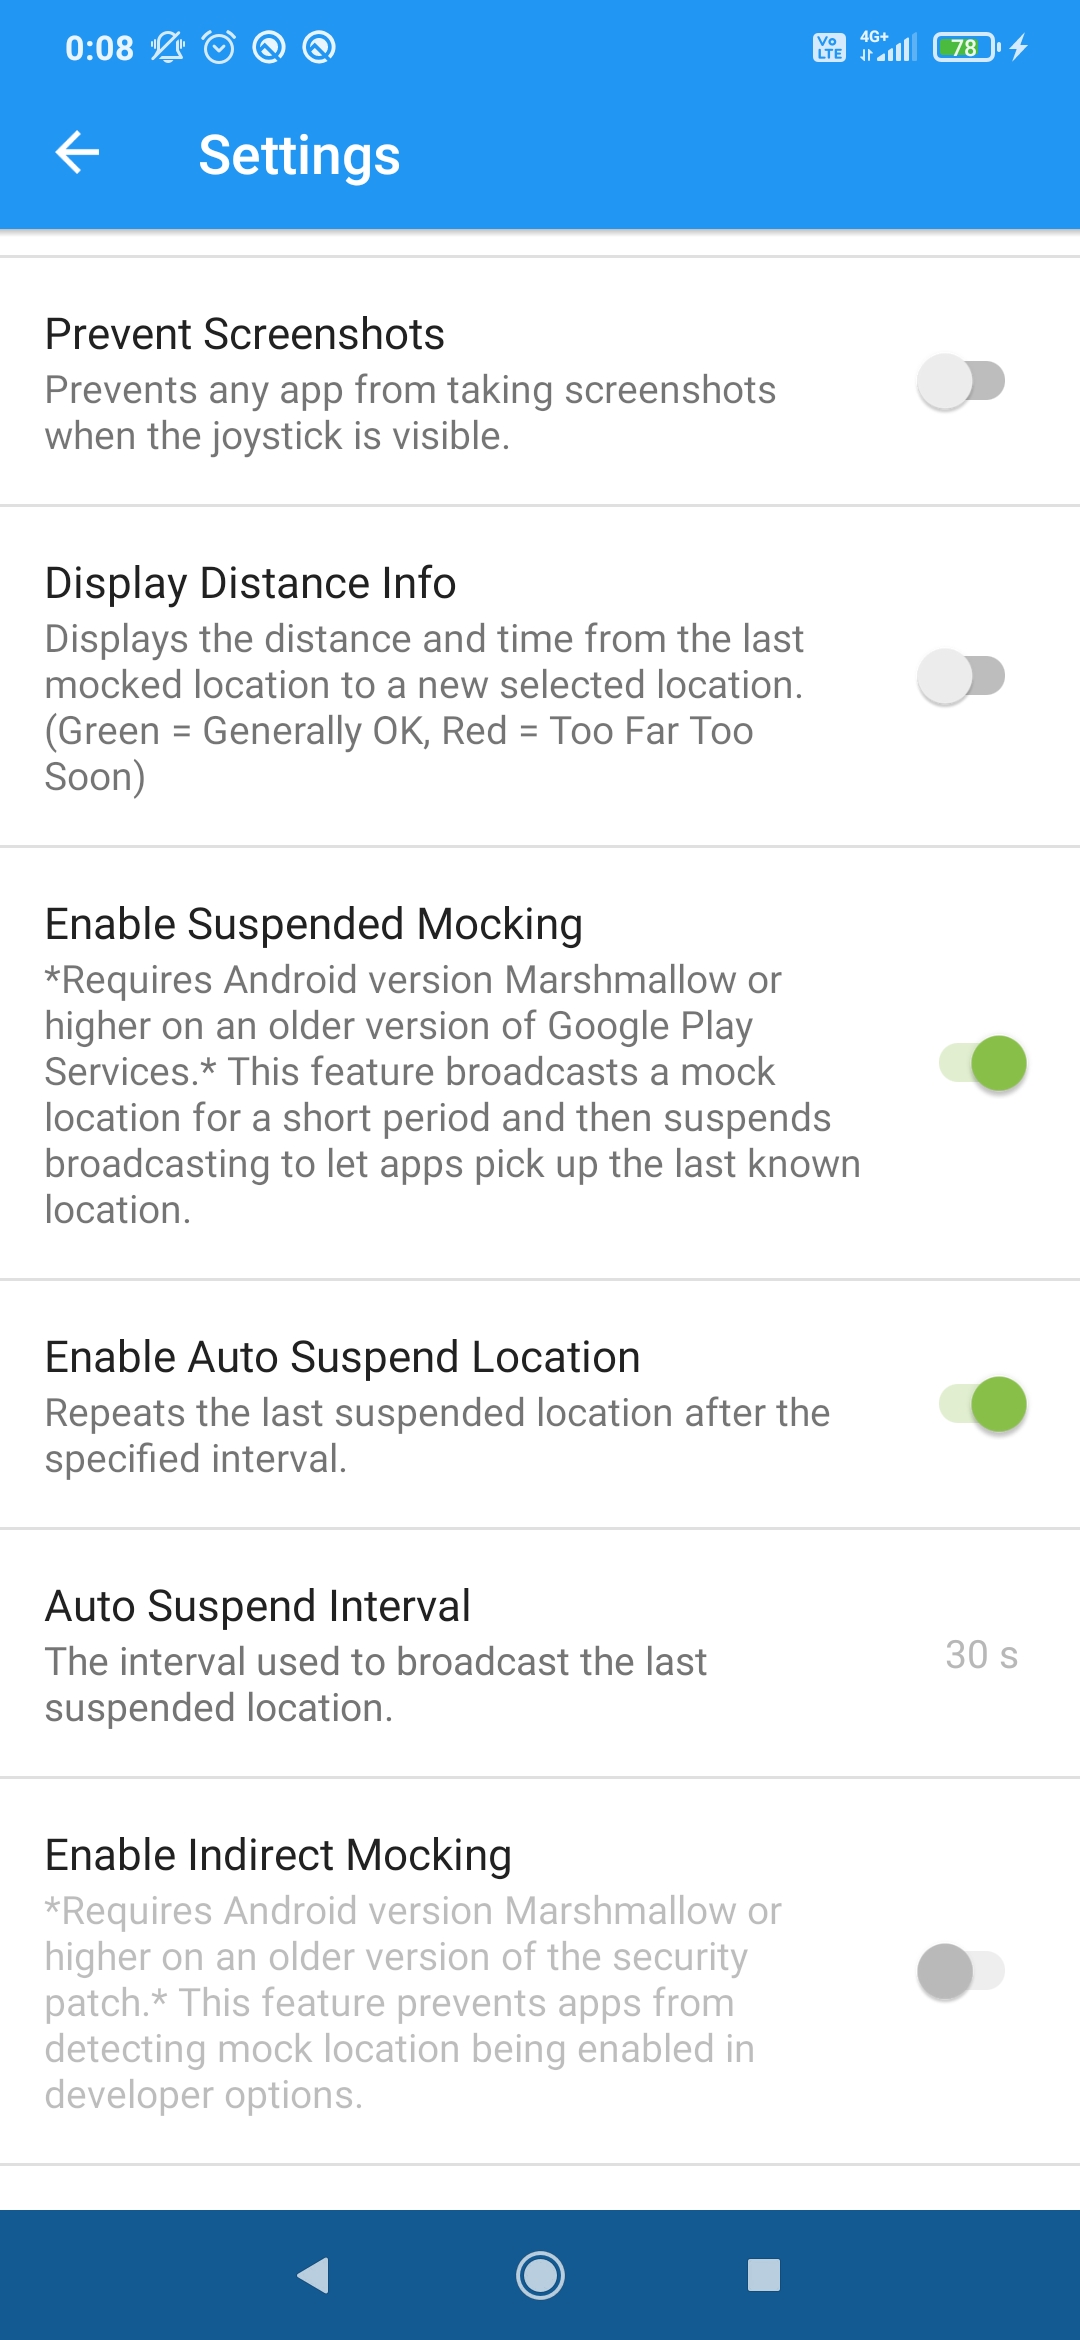 0:08
Vo LTE
4G+
78
Settings
Prevent Screenshots
Prevents any app from taking screenshots
when the joystick is visible.
Display Distance Info
Displays the distance and time from the last
mocked location to a new selected location.
(Green = Generally OK, Red = Too Far Too
Soon)
Enable Suspended Mocking
*Requires Android version Marshmallow or
higher on an older version of Google Play
Services.* This feature broadcasts a mock
location for a short period and then suspends
broadcasting to let apps pick up the last known
location.
Enable Auto Suspend Location
Repeats the last suspended location after the
specified interval.
Auto Suspend Interval
The interval used to broadcast the last
suspended location.
30 s
Enable Indirect Mocking
*Requires Android version Marshmallow or
higher on an older version of the security
patch.* This feature prevents apps from
detecting mock location being enabled in
developer options.